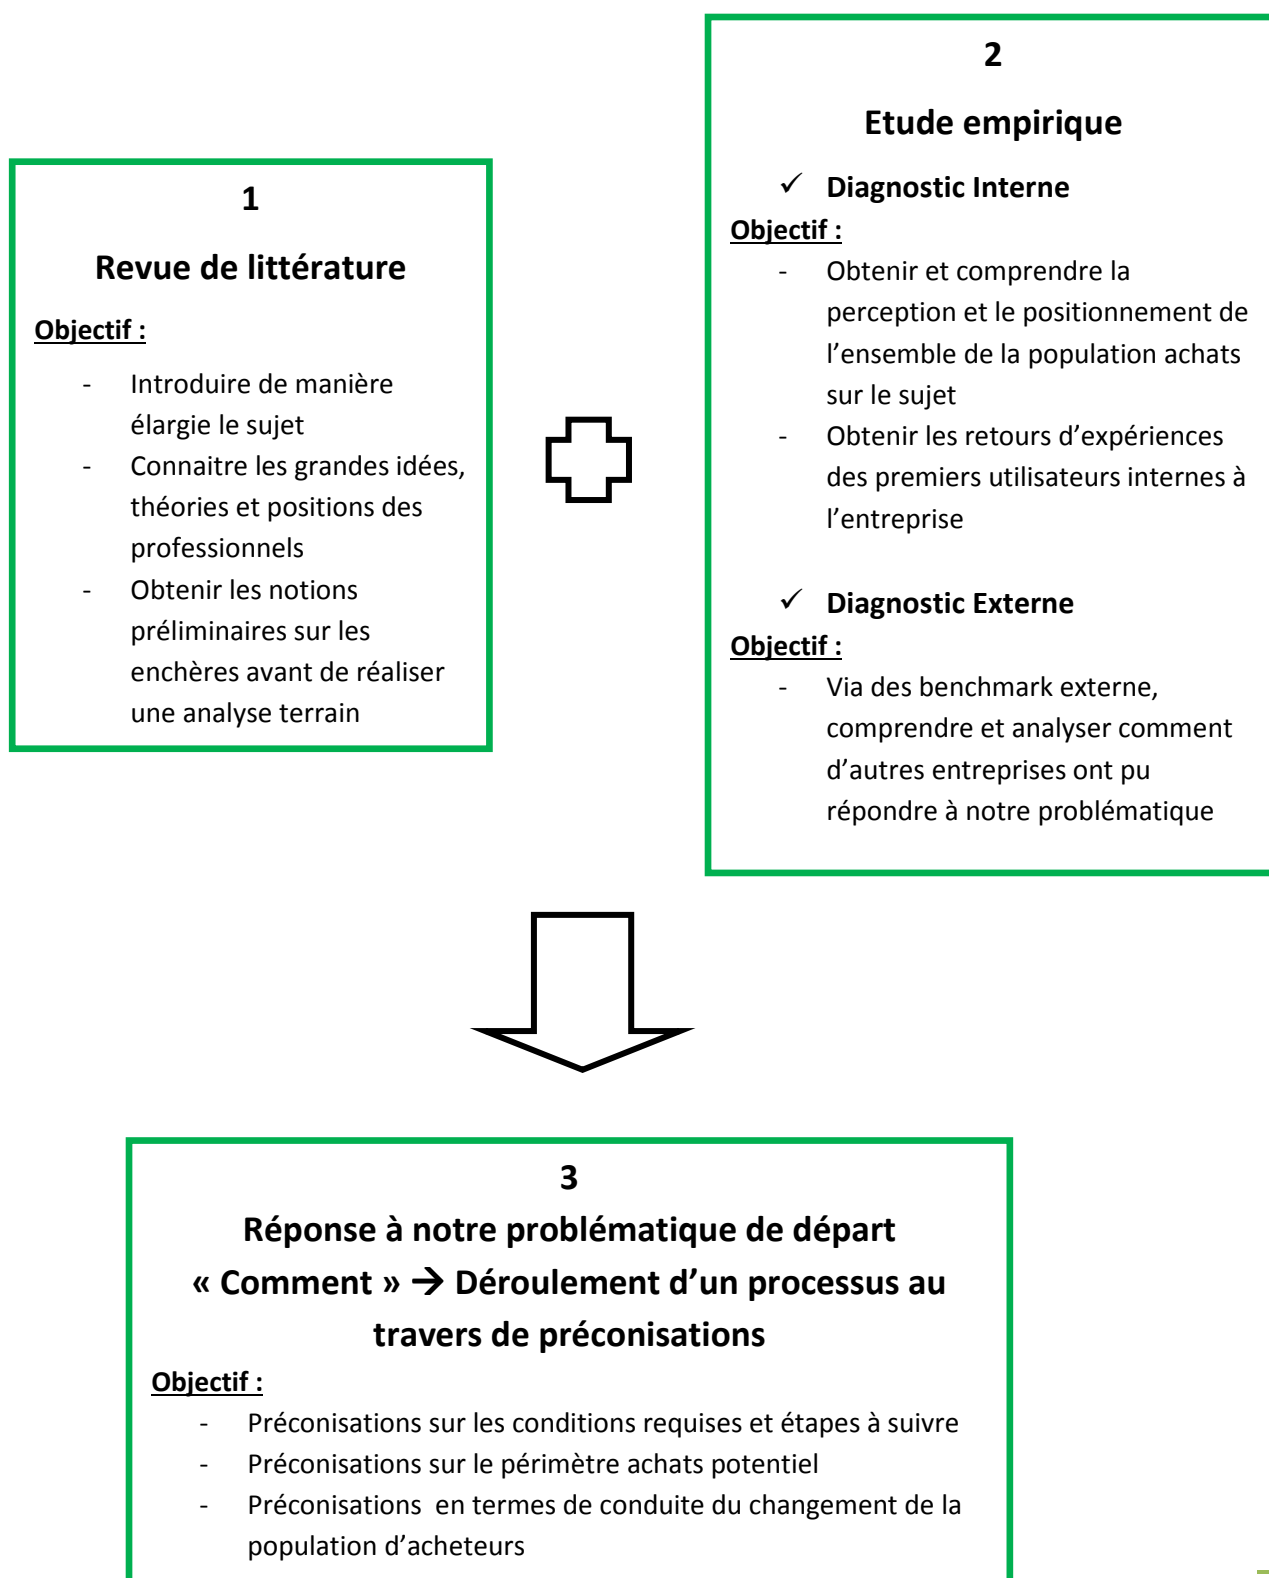 1
Revue de littérature
Objectif :
- Introduire de manière
élargie le sujet
- Connaitre les grandes idées,
théories et positions des
professionnels
- Obtenir les notions
préliminaires sur les
enchères avant de réaliser
une analyse terrain
2
Etude empirique
✓ Diagnostic Interne
Objectif :
- Obtenir et comprendre la
perception et le positionnement de
l’ensemble de la population achats
sur le sujet
- Obtenir les retours d’expériences
des premiers utilisateurs internes à
l’entreprise
✓ Diagnostic Externe
Objectif :
- Via des benchmark externe,
comprendre et analyser comment
d’autres entreprises ont pu
répondre à notre problématique
3
Réponse à notre problématique de départ
« Comment » → Déroulement d’un processus au
travers de préconisations
Objectif :
- Préconisations sur les conditions requises et étapes à suivre
- Préconisations sur le périmètre achats potentiel
- Préconisations en termes de conduite du changement de la
population d’acheteurs